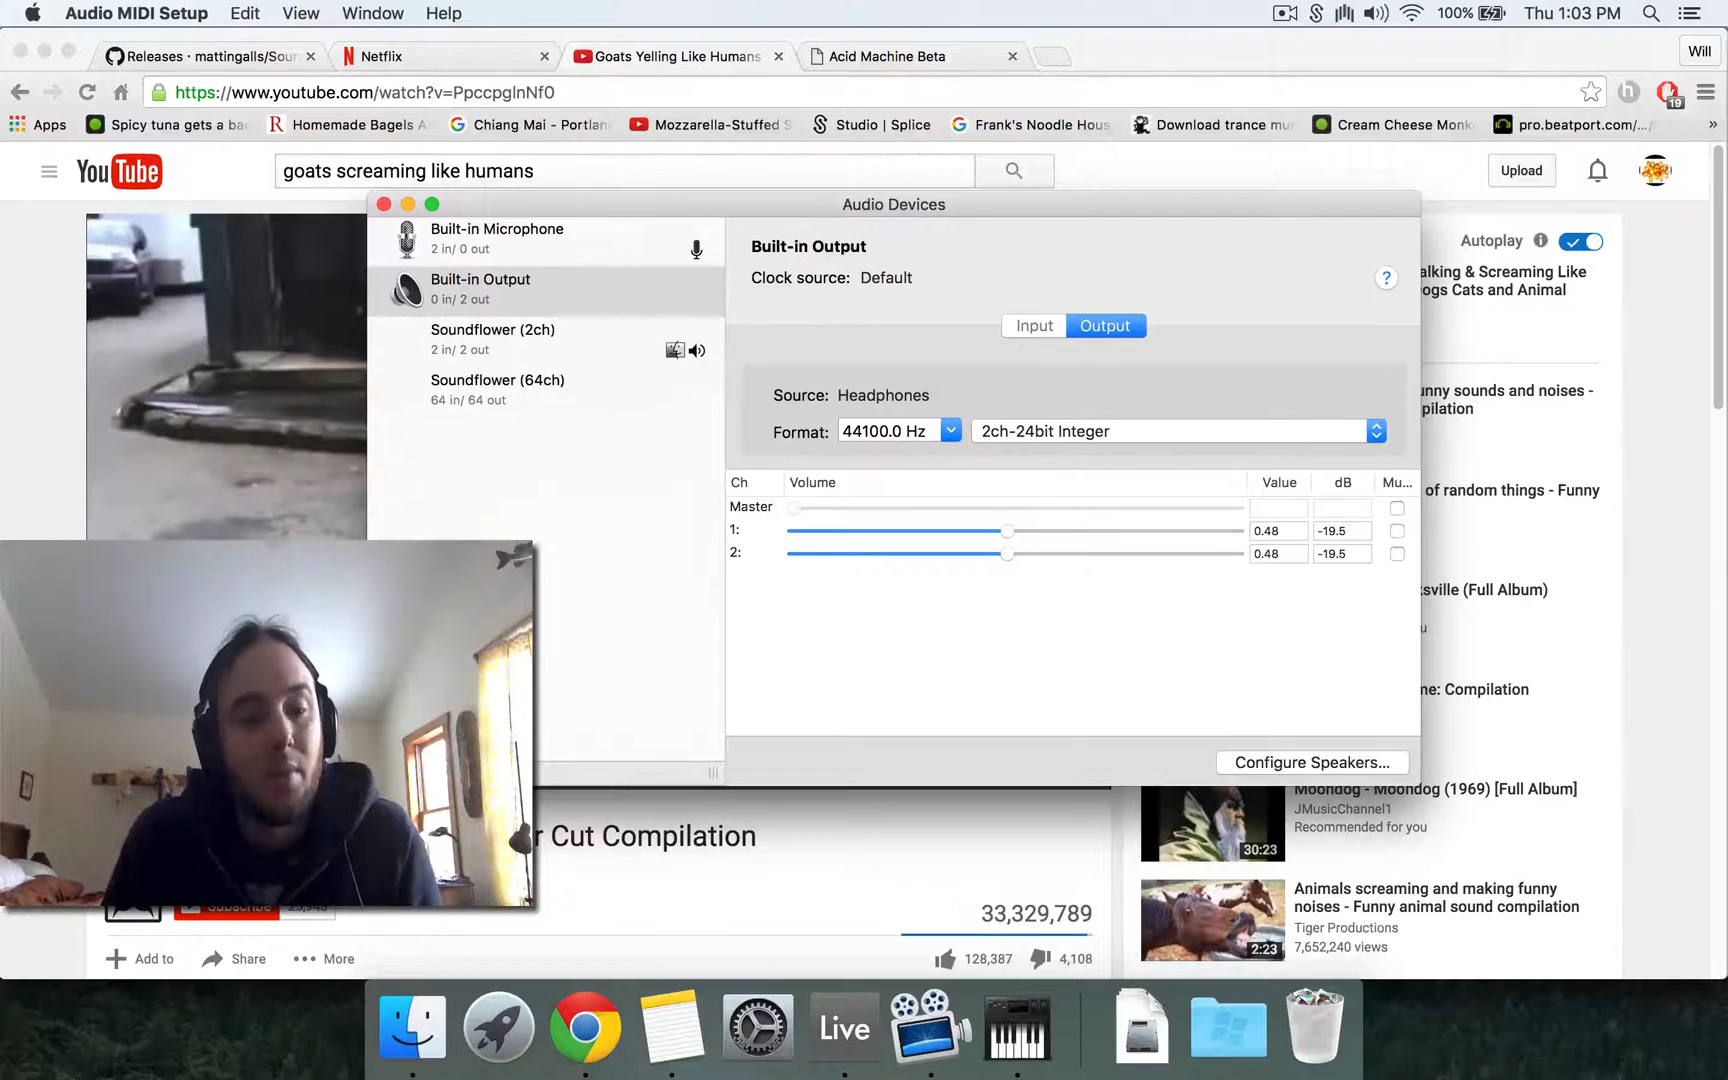 Audio MIDI Setup Edit View Window Help
100% Thu 1:03 PM
Releases · mattingalls/Sour
Netflix
Goats Yelling Like Humans
Acid Machine Beta
Will
https://www.youtube.com/watch?v=PpccpglnNf0
19
Apps
Spicy tuna gets a ba
Homemade Bagels A
Chiang Mai - Portlan
Mozzarella-Stuffed S
Studio | Splice
Frank's Noodle Hous
Download trance mu
Cream Cheese Monk
pro.beatport.com/...
»
YouTube
goats screaming like humans
Upload
Audio Devices
Built-in Microphone
2 in/ 0 out
Built-in Output
0 in/ 2 out
Soundflower (2ch)
2 in/ 2 out
Soundflower (64ch)
64 in/ 64 out
Built-in Output
Clock source: Default
?
Input Output
Source: Headphones
Format: 44100.0 Hz 2ch-24bit Integer
Ch Volume Value dB Mu...
Master
1: 0.48 -19.5
2: 0.48 -19.5
Configure Speakers...
Autoplay
alking & Screaming Like
ogs Cats and Animal
unny sounds and noises -
npilation
of random things - Funny
ksville (Full Album)
u
me: Compilation
Moondog - Moondog (1969) [Full Album]
JMusicChannel1
Recommended for you
30:23
Animals screaming and making funny
noises - Funny animal sound compilation
Tiger Productions
7,652,240 views
2:23
r Cut Compilation
Subscribe
33,329,789
Add to
Share
More
128,387
4,108
Live